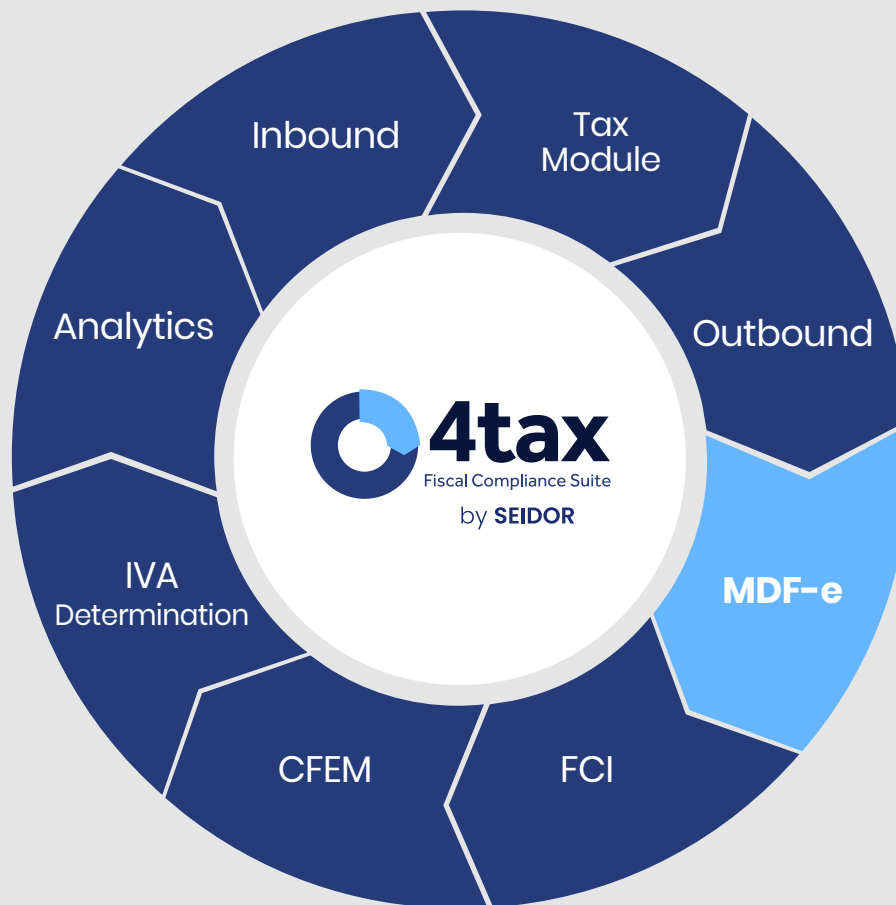 Inbound
Tax
Module
Analytics
Outbound
4tax
Fiscal Compliance Suite
by SEIDOR
IVA
Determination
MDF-e
CFEM
FCI